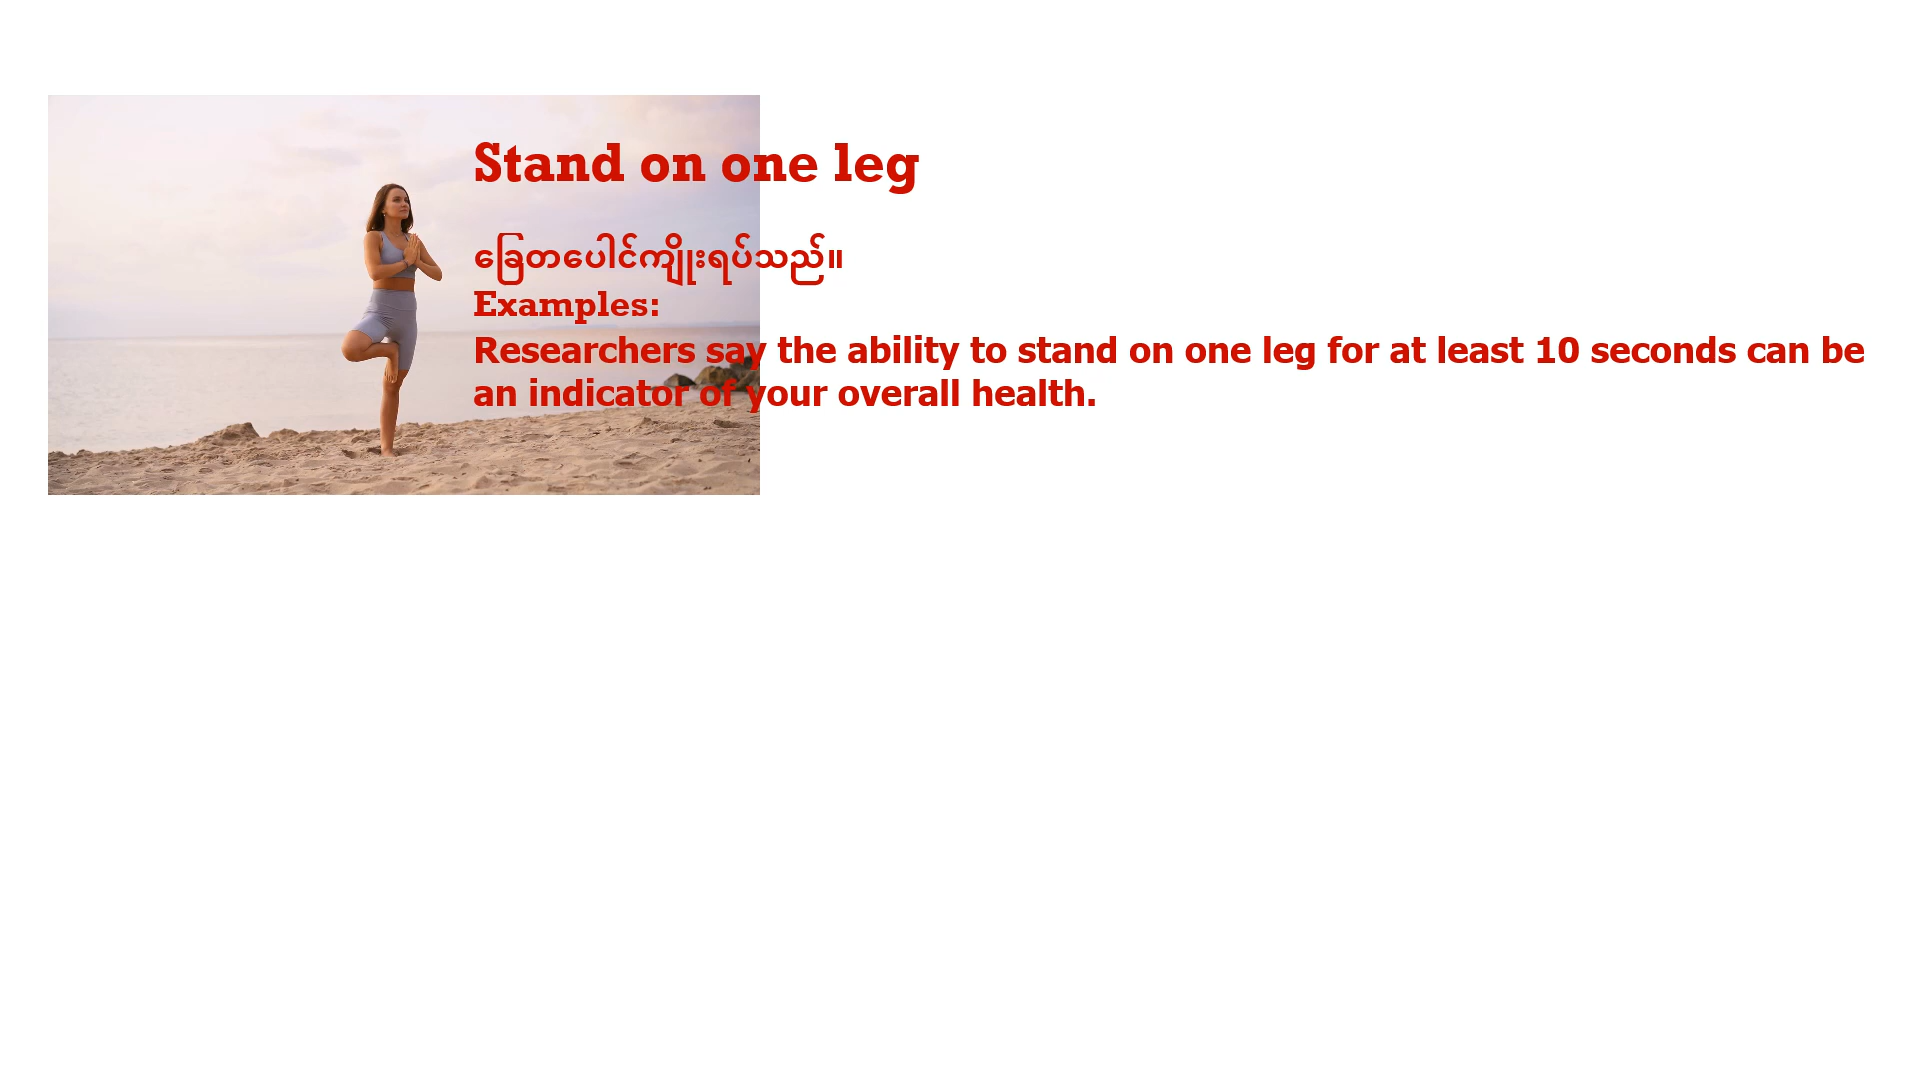 Stand on one leg
ခြေတပေါင်ကျိုးရပ်သည်။
Examples:
Researchers say the ability to stand on one leg for at least 10 seconds can be
an indicator of your overall health.